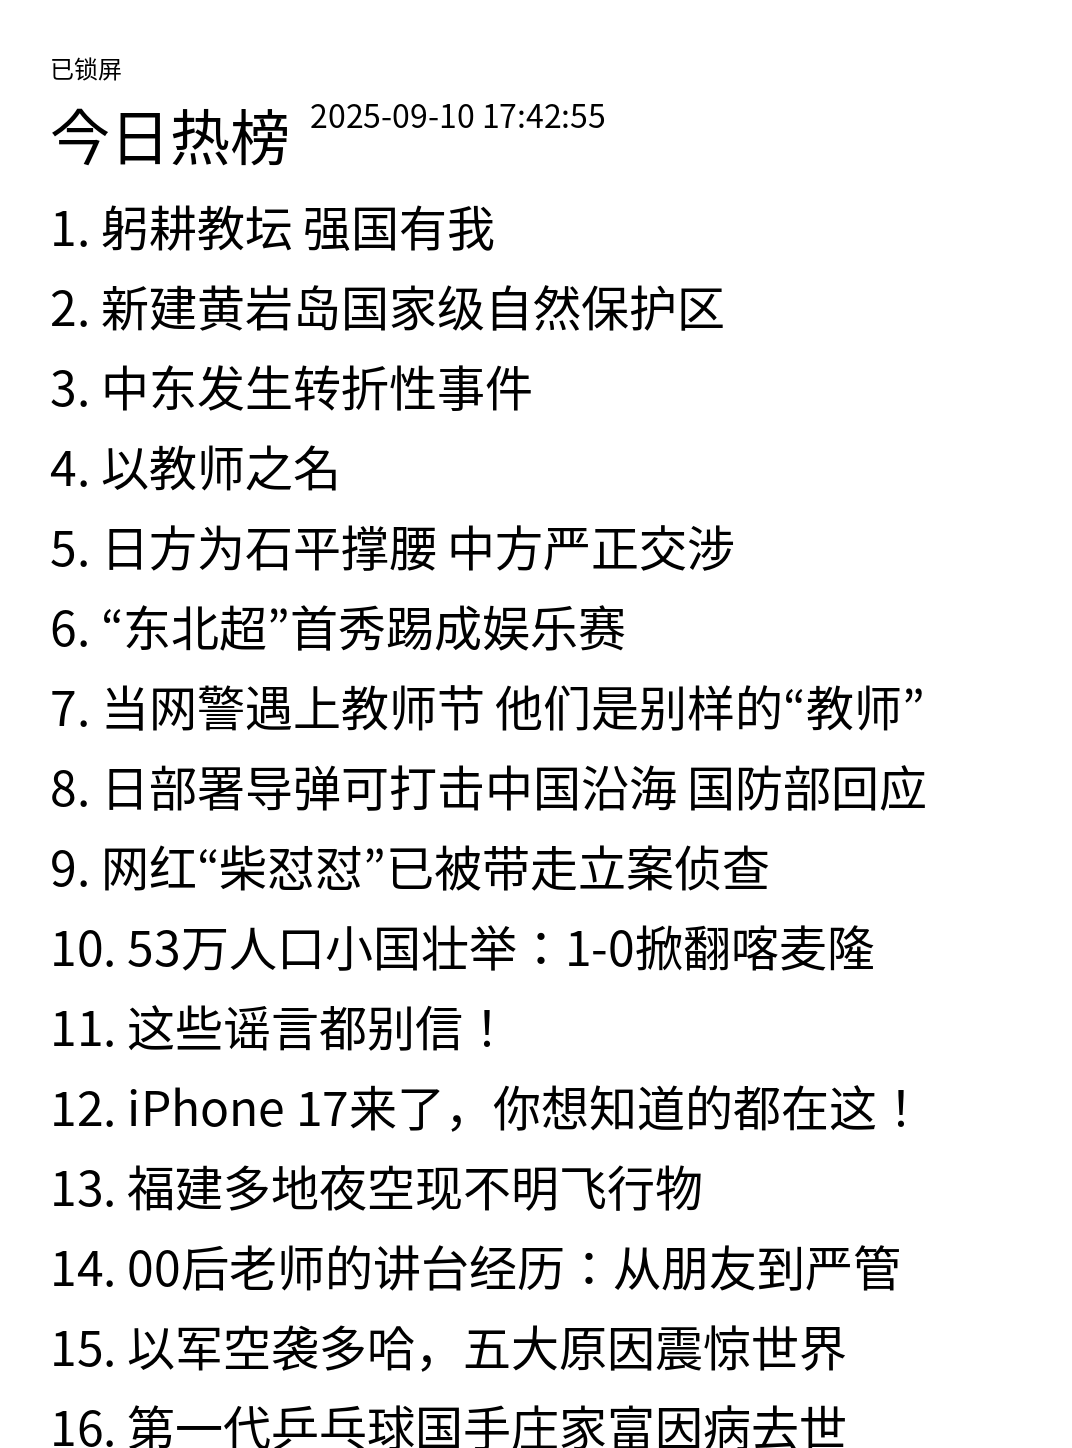 已锁屏
今日热榜 2025-09-10 17:42:55
1. 躬耕教坛 强国有我
2. 新建黄岩岛国家级自然保护区
3. 中东发生转折性事件
4. 以教师之名
5. 日方为石平撑腰 中方严正交涉
6. “东北超”首秀踢成娱乐赛
7. 当网警遇上教师节 他们是别样的“教师”
8. 日部署导弹可打击中国沿海 国防部回应
9. 网红“柴怼怼”已被带走立案侦查
10. 53万人口小国壮举：1-0掀翻喀麦隆
11. 这些谣言都别信！
12. iPhone 17来了，你想知道的都在这！
13. 福建多地夜空现不明飞行物
14. 00后老师的讲台经历：从朋友到严管
15. 以军空袭多哈，五大原因震惊世界
16. 第一代乒乓球国手庄家富因病去世